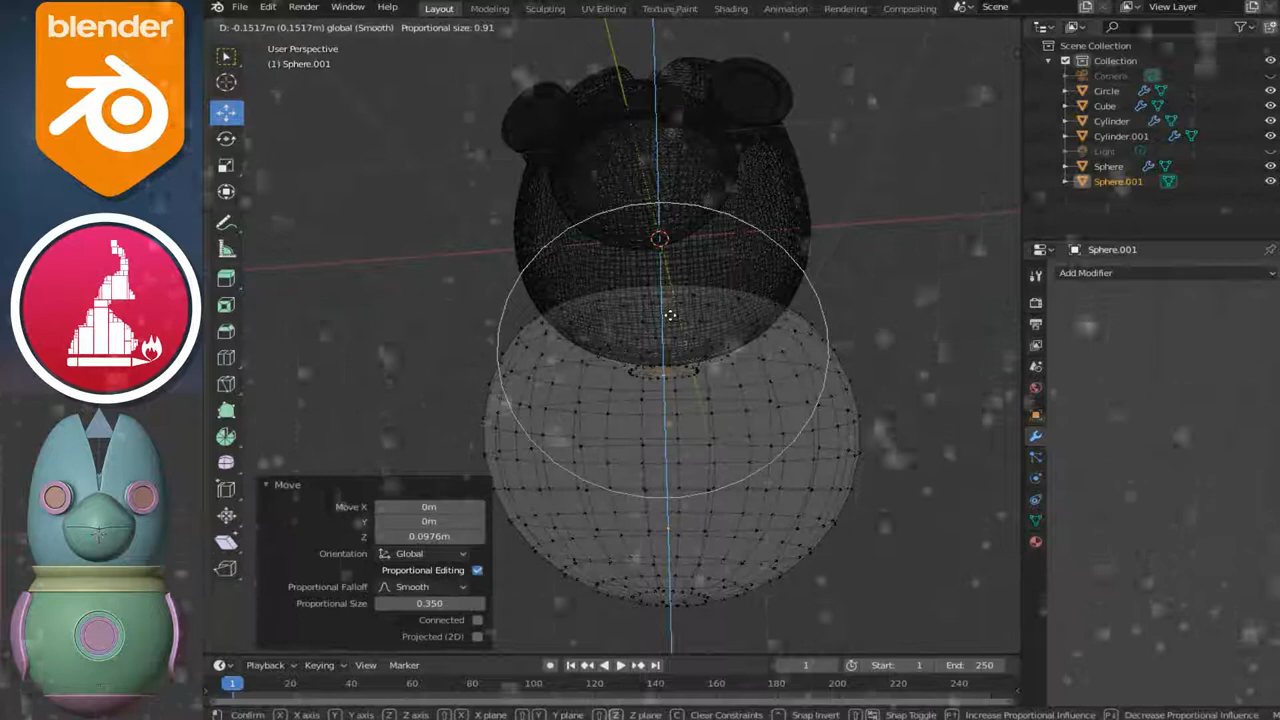 blender
File Edit Render Window Help
Layout Modeling Sculpting UV Editing Texture Paint Shading Animation Rendering Compositing
Scene
View Layer
D: -0.1517m (0.1517m) global (Smooth) Proportional size: 0.91
User Perspective
(1) Sphere.001
Scene Collection
Collection
Camera
Circle
Cube
Cylinder
Cylinder.001
Light
Sphere
Sphere.001
Sphere.001
Add Modifier
Move
Move X 0m
Y 0m
Z 0.0976m
Orientation Global
Proportional Editing
Proportional Falloff Smooth
Proportional Size 0.350
Connected
Projected (2D)
Playback Keying View Marker
1 Start: 1 End: 250
1 20 40 60 80 100 120 140 160 180 200 220 240
Confirm X X axis Y Y axis Z Z axis X X plane Y Y plane Z Z plane C Clear Constraints Snap Invert Snap Toggle Increase Proportional Influence Decrease Proportional Influence